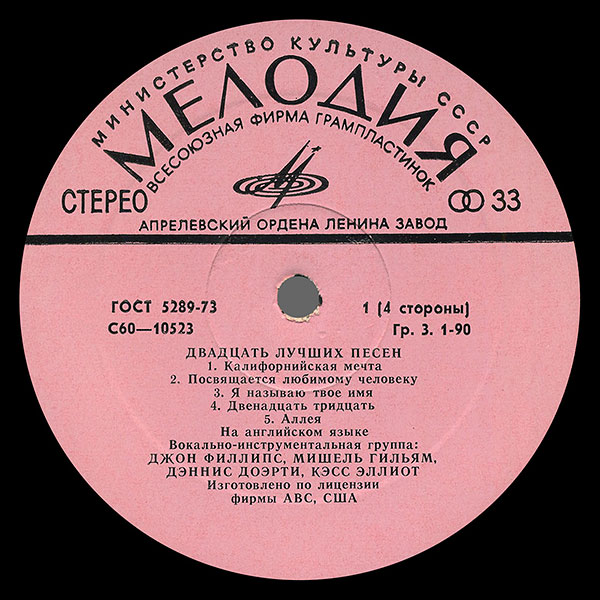 МИНИСТЕРСТВО КУЛЬТУРЫ СССР
МЕЛОДИЯ
ВСЕСОЮЗНАЯ ФИРМА ГРАМПЛАСТИНОК
СТЕРЕО
33
АПРЕЛЕВСКИЙ ОРДЕНА ЛЕНИНА ЗАВОД
ГОСТ 5289-73
1 (4 стороны)
С60—10523
Гр. 3. 1-90
ДВАДЦАТЬ ЛУЧШИХ ПЕСЕН
1. Калифорнийская мечта
2. Посвящается любимому человеку
3. Я называю твое имя
4. Двенадцать тридцать
5. Аллея
На английском языке
Вокально-инструментальная группа:
ДЖОН ФИЛЛИПС, МИШЕЛЬ ГИЛЬЯМ,
ДЭННИС ДОЭРТИ, КЭСС ЭЛЛИОТ
Изготовлено по лицензии
фирмы АВС, США